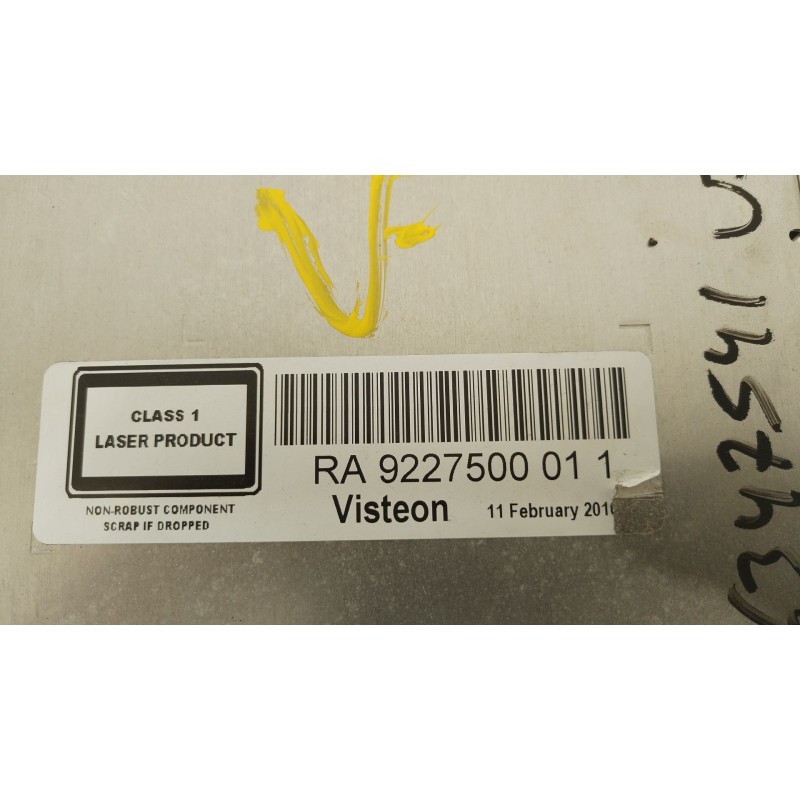 CLASS 1
LASER PRODUCT
NON-ROBUST COMPONENT
SCRAP IF DROPPED
RA 9227500 01 1
Visteon 11 February 2010